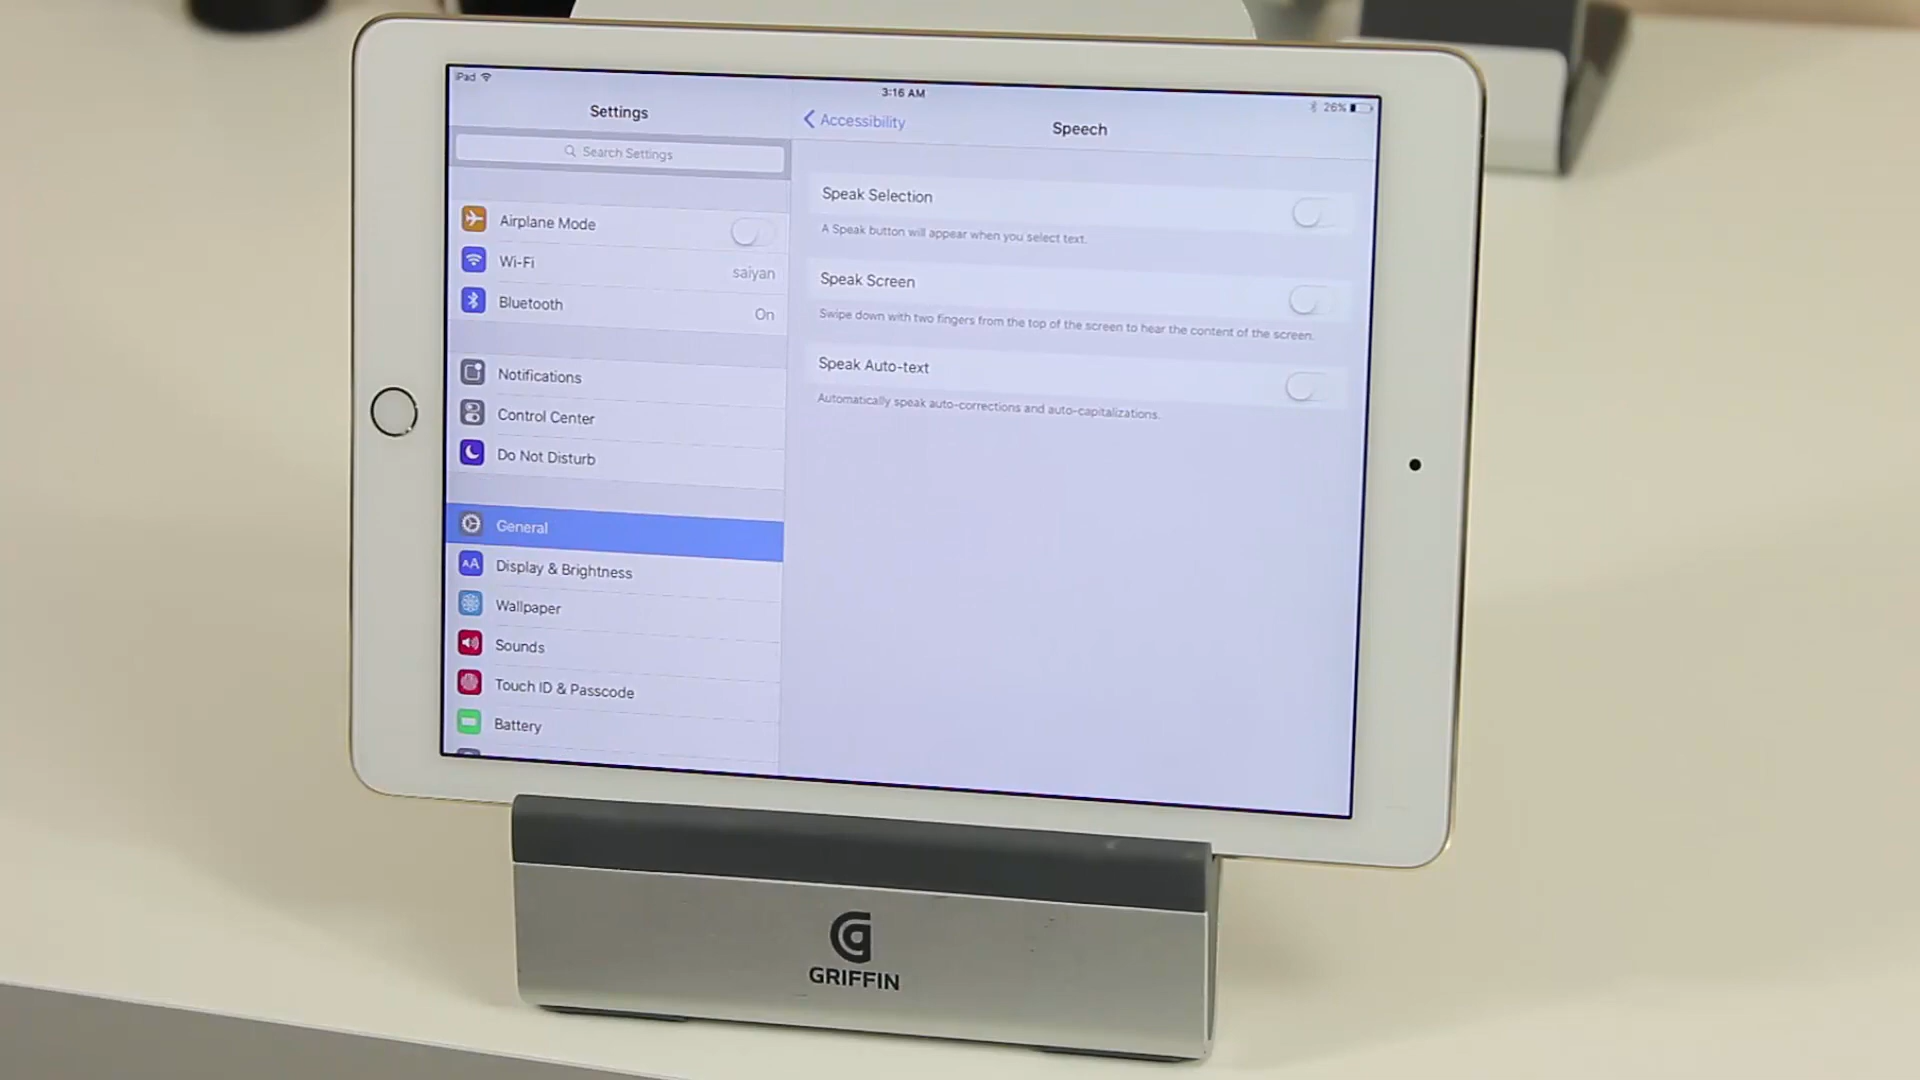 iPad
3:16 AM
26%
Settings
Search Settings
Airplane Mode
Wi-Fi
saiyan
Bluetooth
On
Notifications
Control Center
Do Not Disturb
General
AA
Display & Brightness
Wallpaper
Sounds
Touch ID & Passcode
Battery
Accessibility
Speech
Speak Selection
A Speak button will appear when you select text.
Speak Screen
Swipe down with two fingers from the top of the screen to hear the content of the screen.
Speak Auto-text
Automatically speak auto-corrections and auto-capitalizations.
GRIFFIN